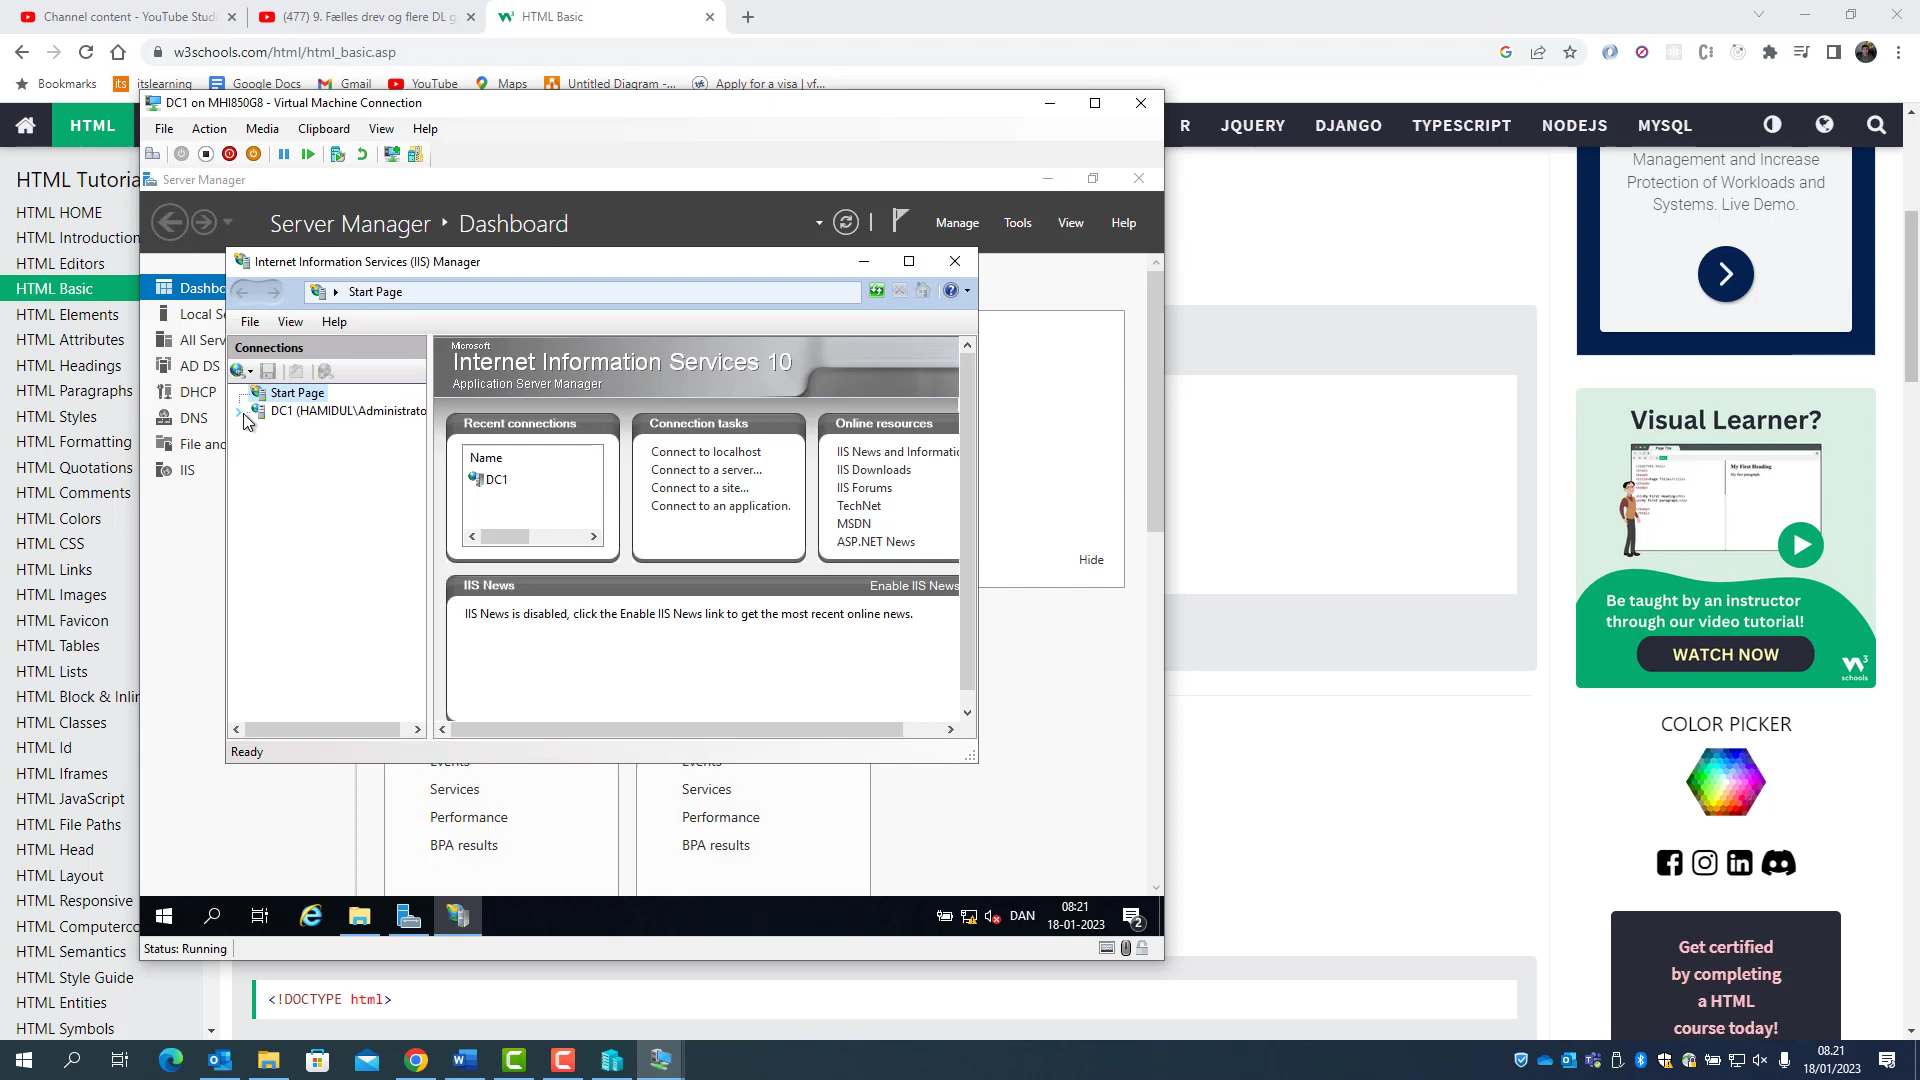 Channel content - YouTube Studi
(477) 9. Fælles drev og flere DL g
HTML Basic
w3schools.com/html/html_basic.asp
Bookmarks
its itslearning
Google Docs
Gmail
YouTube
Maps
Untitled Diagram -...
Apply for a visa | vf...
HTML
R
JQUERY
DJANGO
TYPESCRIPT
NODEJS
MYSQL
HTML Tutoria
HTML HOME
HTML Introduction
HTML Editors
HTML Basic
HTML Elements
HTML Attributes
HTML Headings
HTML Paragraphs
HTML Styles
HTML Formatting
HTML Quotations
HTML Comments
HTML Colors
HTML CSS
HTML Links
HTML Images
HTML Favicon
HTML Tables
HTML Lists
HTML Block & Inlin
HTML Classes
HTML Id
HTML Iframes
HTML JavaScript
HTML File Paths
HTML Head
HTML Layout
HTML Responsive
HTML Computerco
HTML Semantics
HTML Style Guide
HTML Entities
HTML Symbols
DC1 on MHI850G8 - Virtual Machine Connection
File Action Media Clipboard View Help
Server Manager
Server Manager • Dashboard
Manage Tools View Help
Dashbo
Local Se
All Serv
AD DS
DHCP
DNS
File anc
IIS
Internet Information Services (IIS) Manager
Start Page
File View Help
Connections
Start Page
DC1 (HAMIDUL\Administrato
Microsoft
Internet Information Services 10
Application Server Manager
Recent connections
Name
DC1
Connection tasks
Connect to localhost
Connect to a server...
Connect to a site...
Connect to an application.
Online resources
IIS News and Informatic
IIS Downloads
IIS Forums
TechNet
MSDN
ASP.NET News
IIS News
Enable IIS News
IIS News is disabled, click the Enable IIS News link to get the most recent online news.
Ready
Hide
Events
Services
Performance
BPA results
Events
Services
Performance
BPA results
DAN
08:21
18-01-2023
2
Status: Running
<!DOCTYPE html>
Management and Increase
Protection of Workloads and
Systems. Live Demo.
Visual Learner?
My First Heading
Be taught by an instructor
through our video tutorial!
WATCH NOW
w3 schools
COLOR PICKER
Get certified
by completing
a HTML
course today!
08.21
18/01/2023